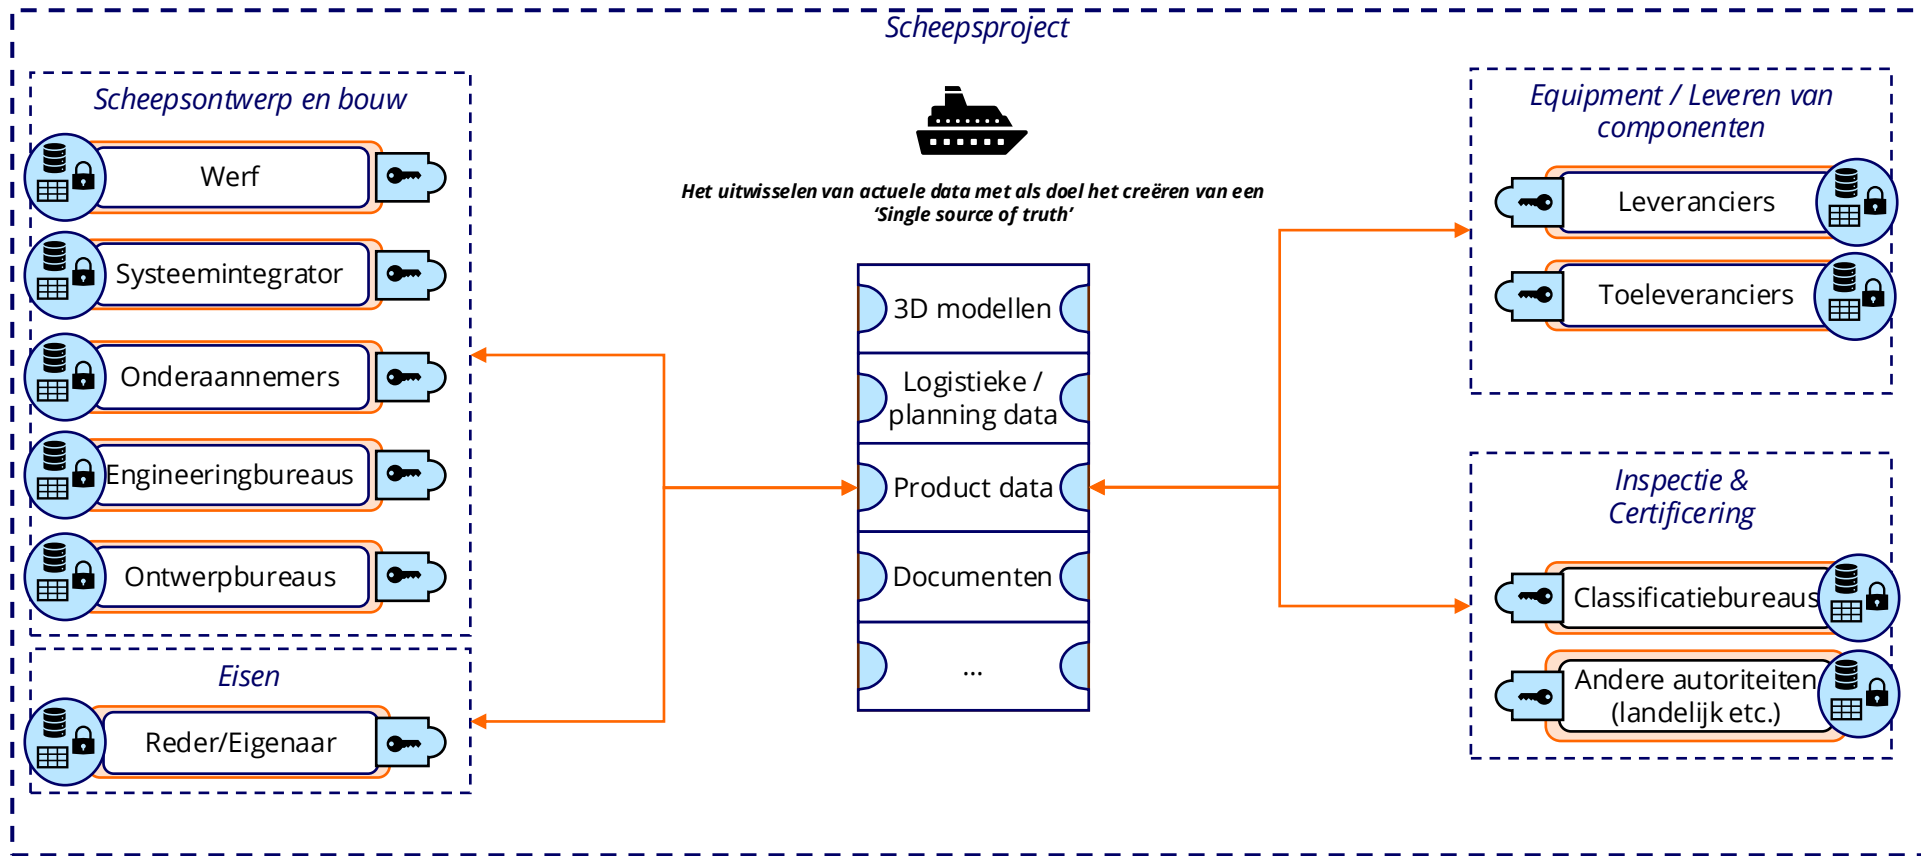 Scheepsproject
Scheepsontwerp en bouw
Werf
Systeemintegrator
Onderaannemers
Engineeringbureaus
Ontwerpbureaus
Eisen
Reder/Eigenaar
Het uitwisselen van actuele data met als doel het creëren van een
‘Single source of truth’
3D modellen
Logistieke /
planning data
Product data
Documenten
...
Equipment / Leveren van
componenten
Leveranciers
Toeleveranciers
Inspectie &
Certificering
Classificatiebureaus
Andere autoriteiten
(landelijk etc.)